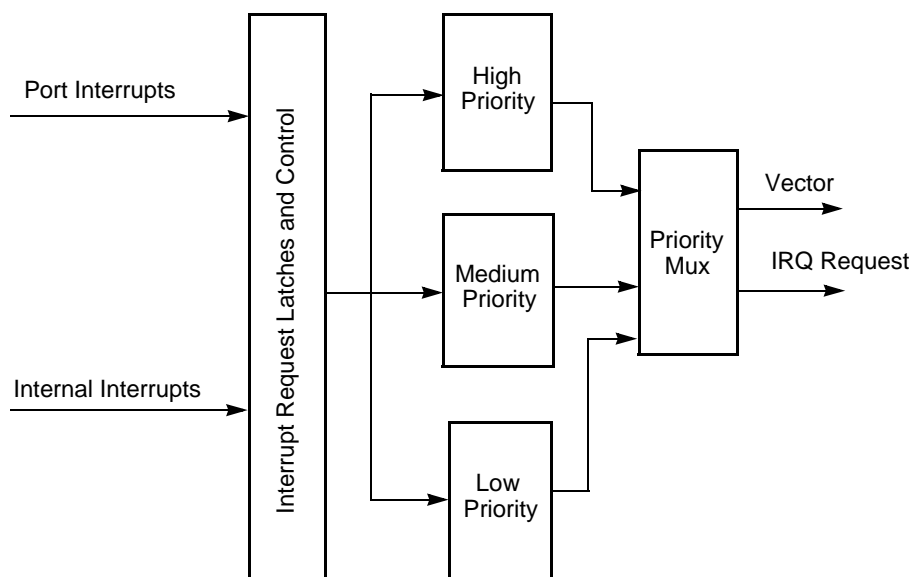 Port Interrupts
Internal Interrupts
Interrupt Request Latches and Control
High
Priority
Medium
Priority
Low
Priority
Priority
Mux
Vector
IRQ Request